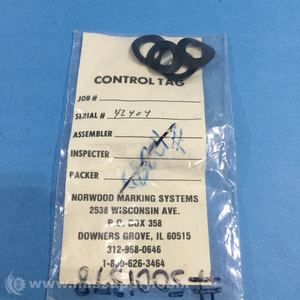 CONTROL TAG
JOB #
SERIAL # 42404
ASSEMBLER
INSPECTER
PACKER
NORWOOD MARKING SYSTEMS
2538 WISCONSIN AVE.
P.O. BOX 358
DOWNERS GROVE, IL 60515
312-968-0646
1-800-626-3464